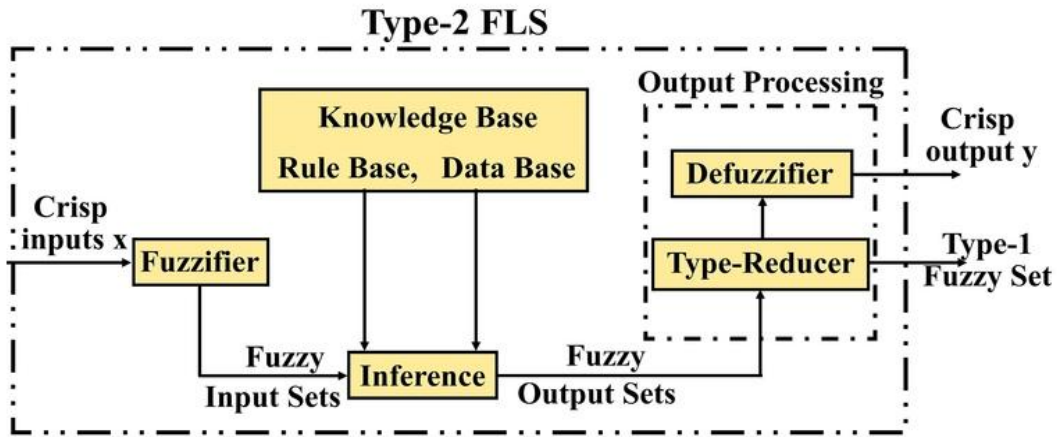 Type-2 FLS
Output Processing
Knowledge Base
Rule Base, Data Base
Crisp
output y
Defuzzifier
Crisp
inputs x
Fuzzifier
Type-Reducer
Type-1
Fuzzy Set
Fuzzy
Input Sets
Inference
Fuzzy
Output Sets